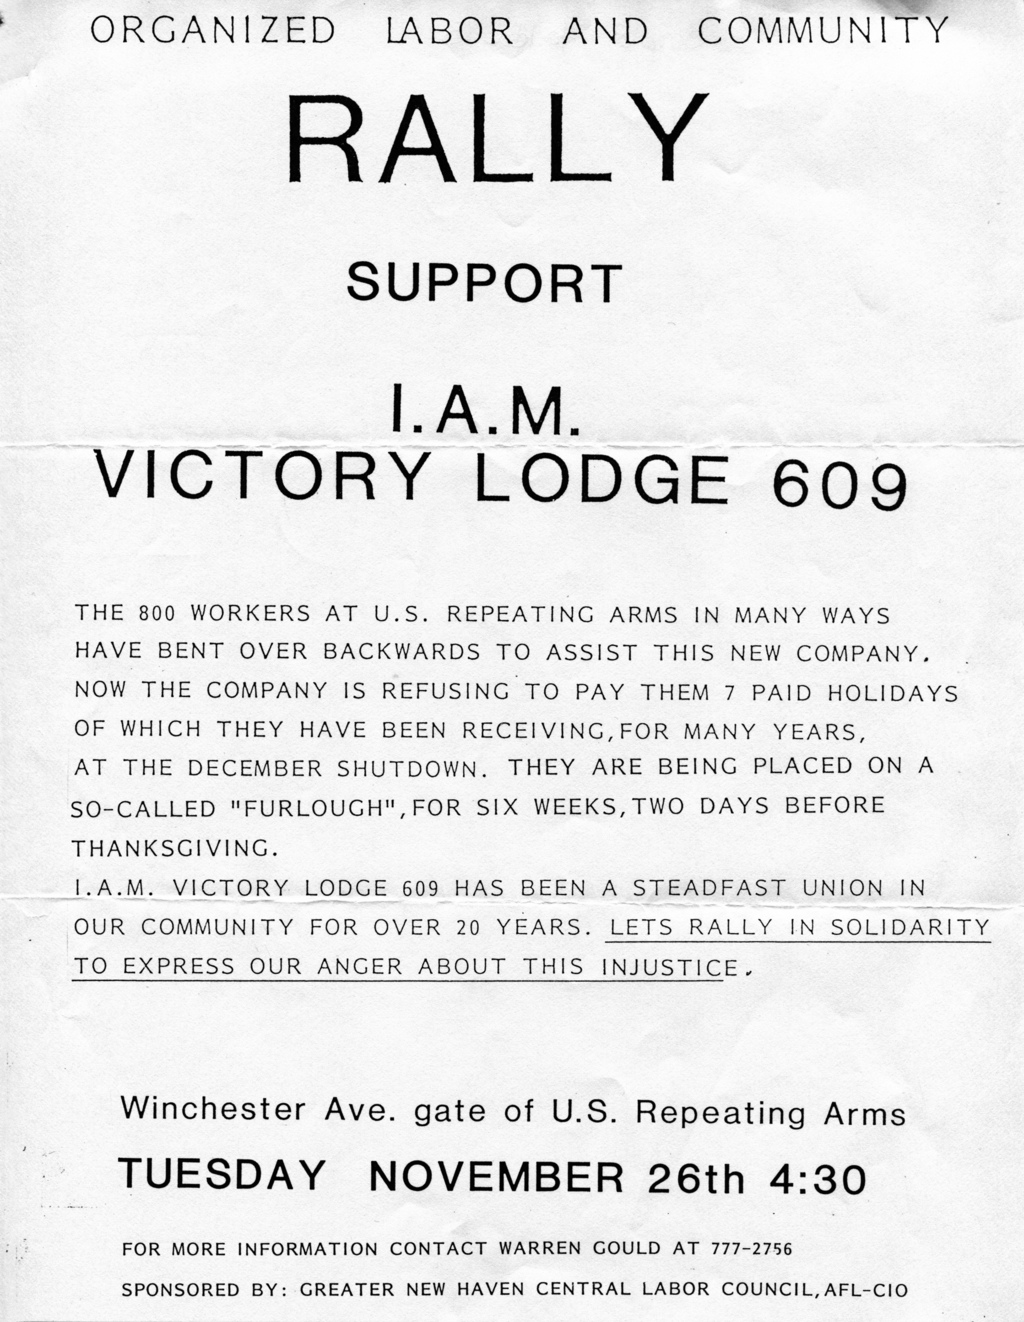 ORGANIZED LABOR AND COMMUNITY
RALLY
SUPPORT
I.A.M.
VICTORY LODGE 609
THE 800 WORKERS AT U.S. REPEATING ARMS IN MANY WAYS
HAVE BENT OVER BACKWARDS TO ASSIST THIS NEW COMPANY.
NOW THE COMPANY IS REFUSING TO PAY THEM 7 PAID HOLIDAYS
OF WHICH THEY HAVE BEEN RECEIVING,FOR MANY YEARS,
AT THE DECEMBER SHUTDOWN. THEY ARE BEING PLACED ON A
SO-CALLED "FURLOUGH",FOR SIX WEEKS,TWO DAYS BEFORE
THANKSGIVING.
I.A.M. VICTORY LODGE 609 HAS BEEN A STEADFAST UNION IN
OUR COMMUNITY FOR OVER 20 YEARS. LETS RALLY IN SOLIDARITY
TO EXPRESS OUR ANGER ABOUT THIS INJUSTICE.
Winchester Ave. gate of U.S. Repeating Arms
TUESDAY NOVEMBER 26th 4:30
FOR MORE INFORMATION CONTACT WARREN GOULD AT 777-2756
SPONSORED BY: GREATER NEW HAVEN CENTRAL LABOR COUNCIL,AFL-CIO